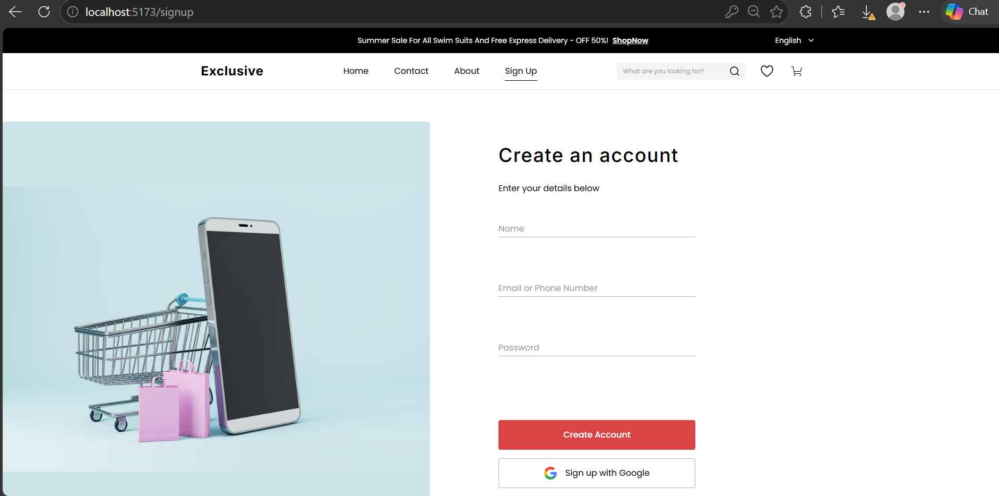 localhost:5173/signup
Chat
Summer Sale For All Swim Suits And Free Express Delivery - OFF 50%! ShopNow
English
Exclusive
Home
Contact
About
Sign Up
What are you looking for?
Create an account
Enter your details below
Name
Email or Phone Number
Password
Create Account
Sign up with Google